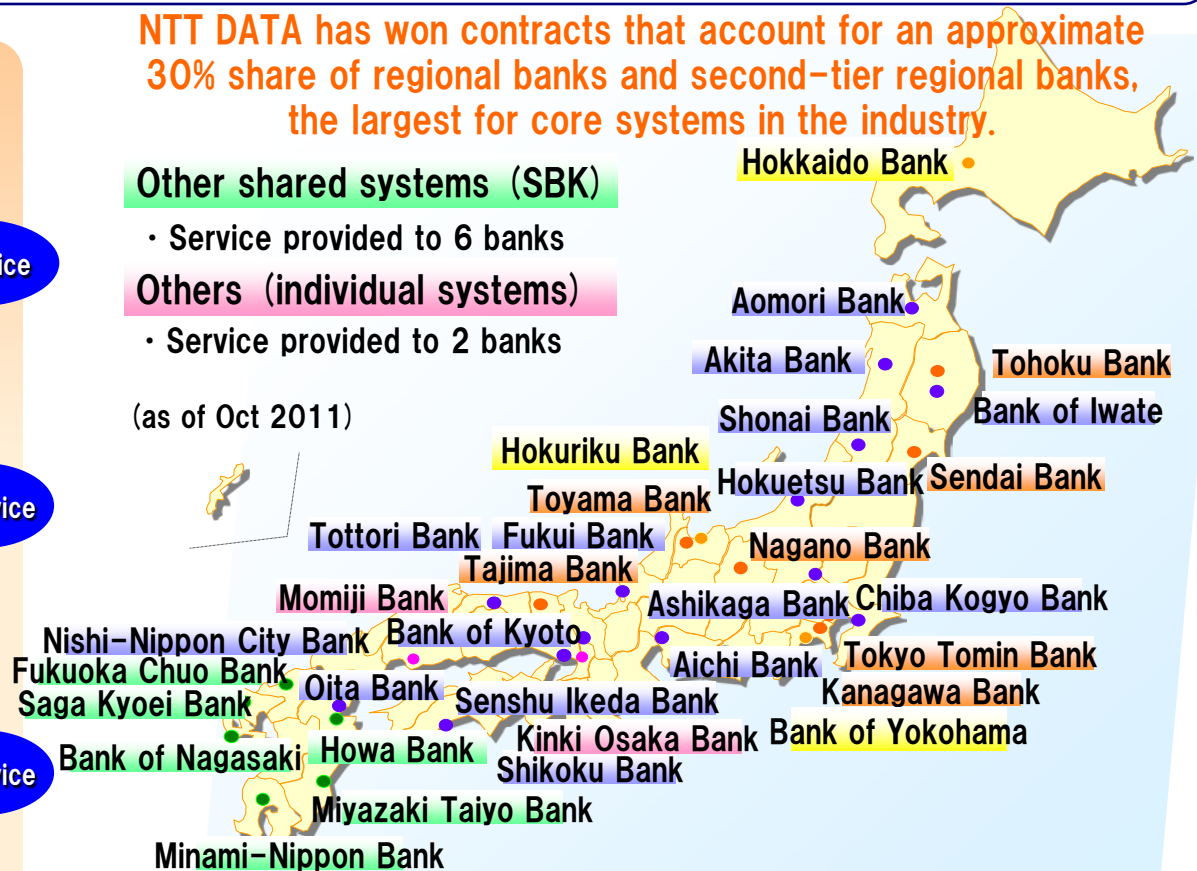 NTT DATA has won contracts that account for an approximate
30% share of regional banks and second-tier regional banks,
the largest for core systems in the industry.
Hokkaido Bank
Other shared systems (SBK)
・Service provided to 6 banks
Others (individual systems)
・Service provided to 2 banks
(as of Oct 2011)
Aomori Bank
Akita Bank
Tohoku Bank
Bank of Iwate
Shonai Bank
Hokuriku Bank
Hokuetsu Bank
Sendai Bank
Toyama Bank
Tottori Bank
Fukui Bank
Nagano Bank
Tajima Bank
Momiji Bank
Ashikaga Bank
Chiba Kogyo Bank
Nishi-Nippon City Bank
Bank of Kyoto
Aichi Bank
Tokyo Tomin Bank
Fukuoka Chuo Bank
Oita Bank
Kanagawa Bank
Saga Kyoei Bank
Senshu Ikeda Bank
Kinki Osaka Bank
Bank of Yokohama
Bank of Nagasaki
Howa Bank
Shikoku Bank
Miyazaki Taiyo Bank
Minami-Nippon Bank